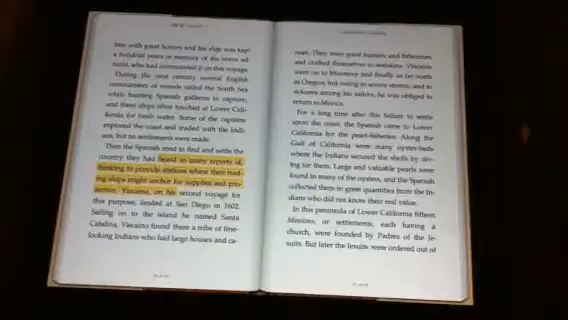 him with great honors and his ship was kept
a hundred years in memory of the brave ad
miral, who had commanded it on this voyage.
During the next century several English
commanders of vessels sailed the South Sea
while hunting Spanish galleons to capture,
and these ships often touched at Lower Cali-
fornia for fresh water. Some of the captains
explored the coast and traded with the Indi-
ans, but no settlements were made.
Then the Spanish tried to find and settle the
country they had heard so many reports of,
thinking to provide stations where their trad-
ing ships might anchor for supplies and pro-
tection. Viscaino, on his second voyage for
this purpose, landed at San Diego in 1602.
Sailing on to the island he named Santa
Catalina, Viscaino found there a tribe of fine-
looking Indians who had large houses and ca-
noes. They were good hunters and fishermen
and clothed themselves in sealskins. Viscaino
went on to Monterey and finally as far north
as Oregon, but owing to severe storms, and to
sickness among his sailors, he was obliged to
return to Mexico.
For a long time after this failure to settle
upon the coast, the Spanish came to Lower
California for the pearl-fisheries. Along the
Gulf of California were many oyster-beds
where the Indians secured the shells by div-
ing for them. Large and valuable pearls were
found in many of the oysters, and the Spanish
collected them in great quantities from the In-
dians who did not know their real value.
In this peninsula of Lower California fifteen
Missions, or settlements, each having a
church, were founded by Padres of the Je-
suits. But later the Jesuits were ordered out of